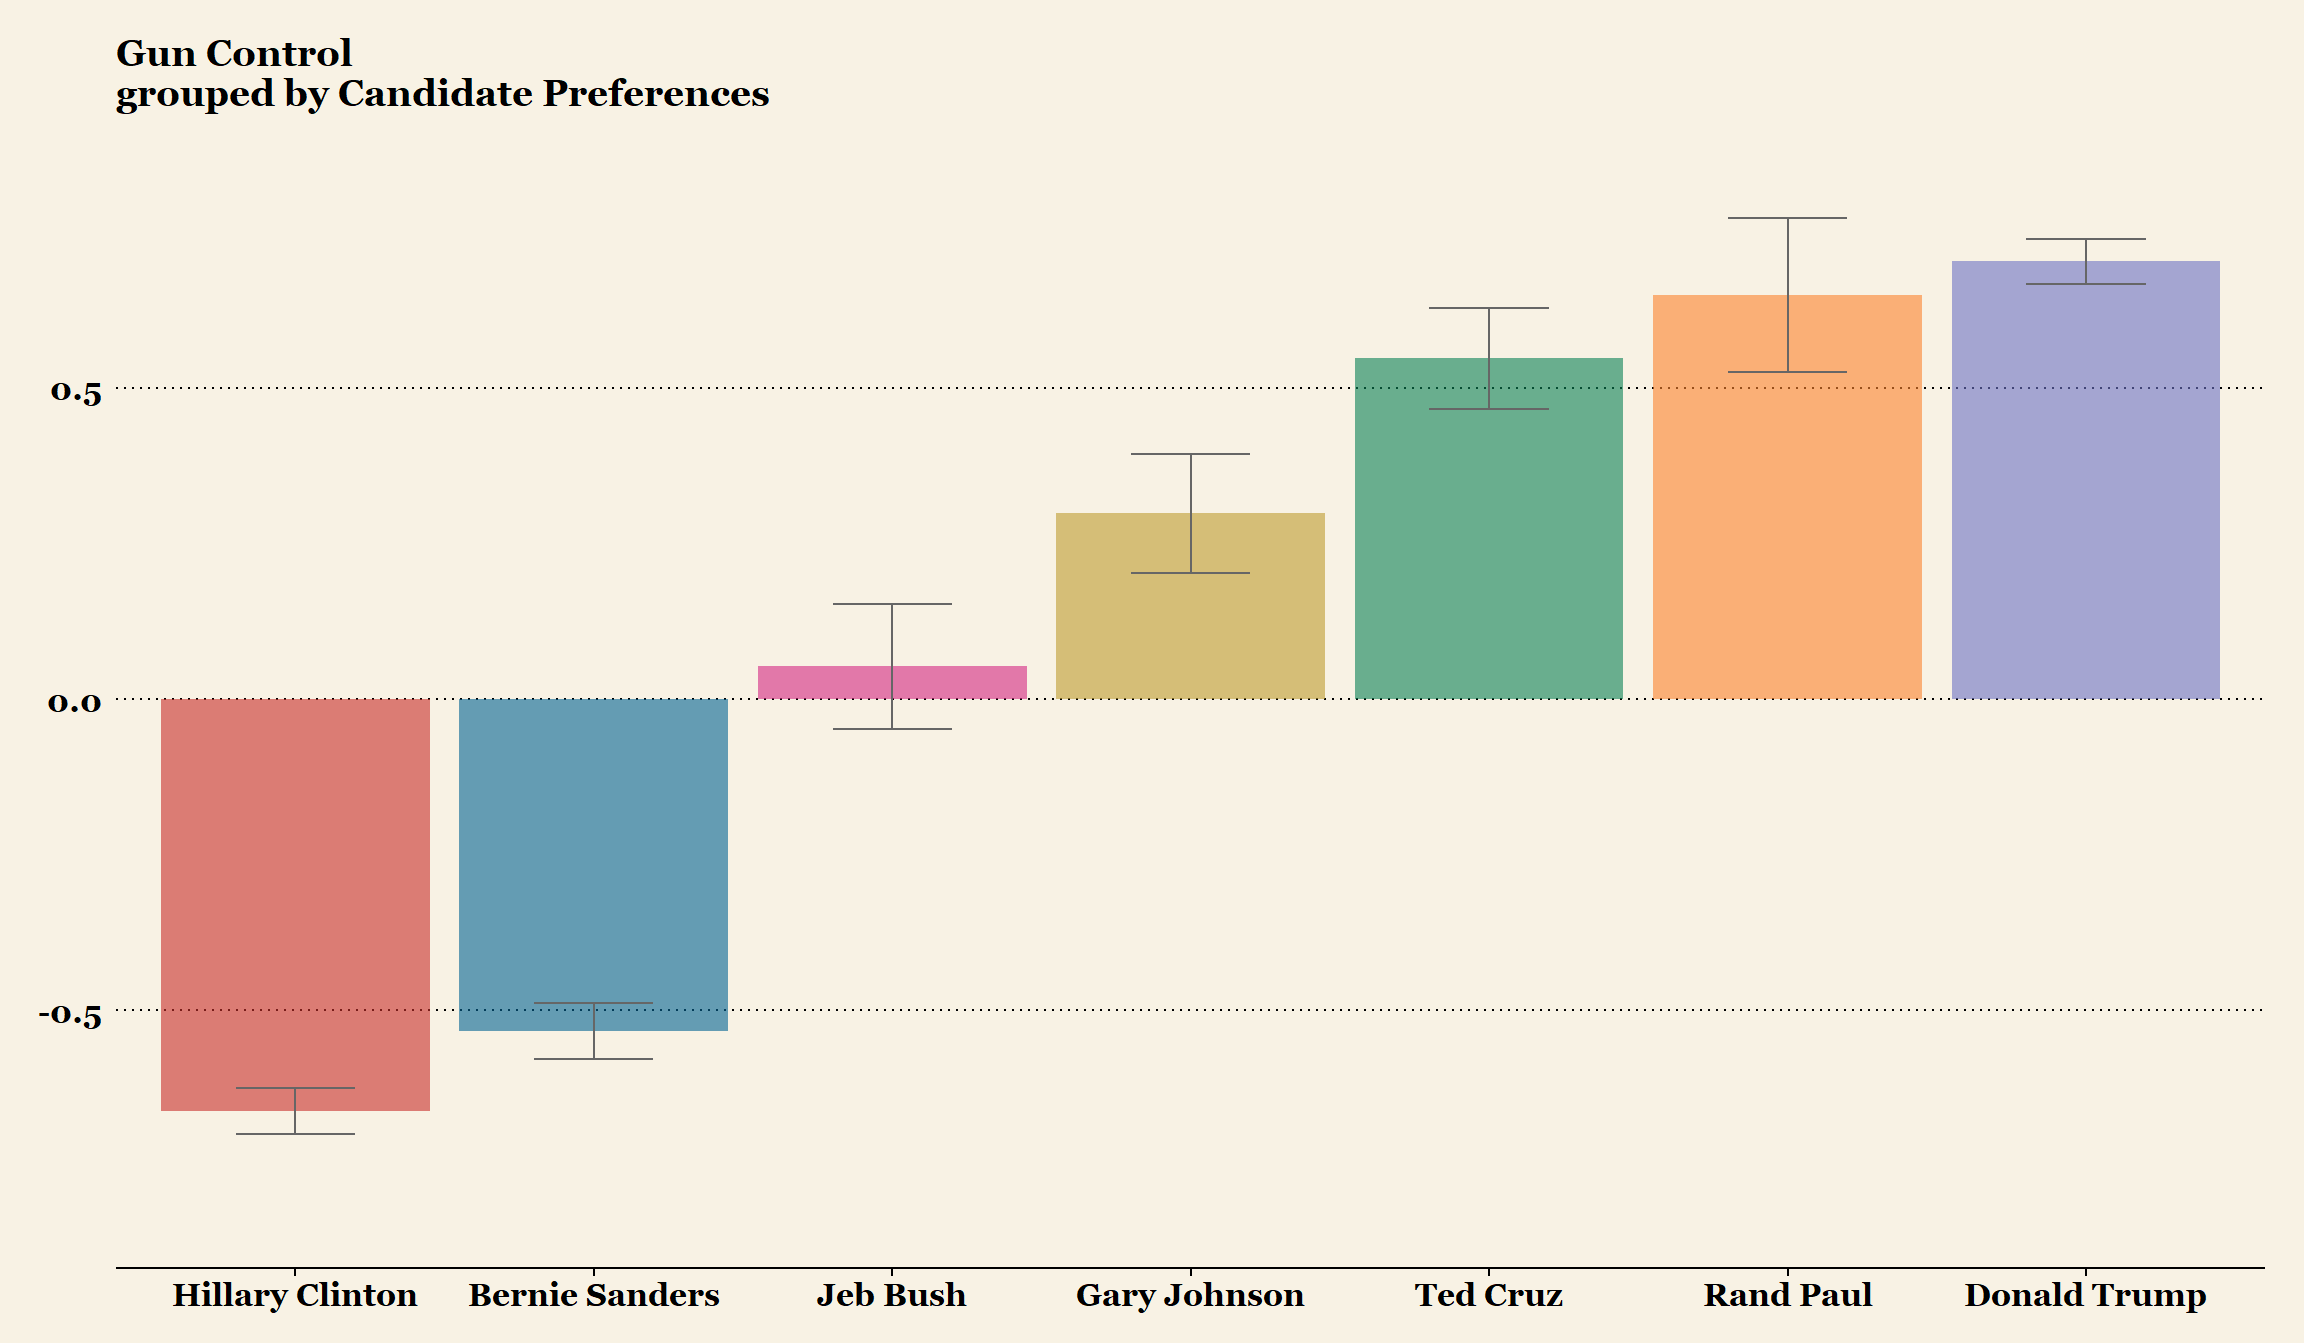 Gun Control
grouped by Candidate Preferences
0.5
0.0
-0.5
Hillary Clinton Bernie Sanders Jeb Bush Gary Johnson Ted Cruz Rand Paul Donald Trump